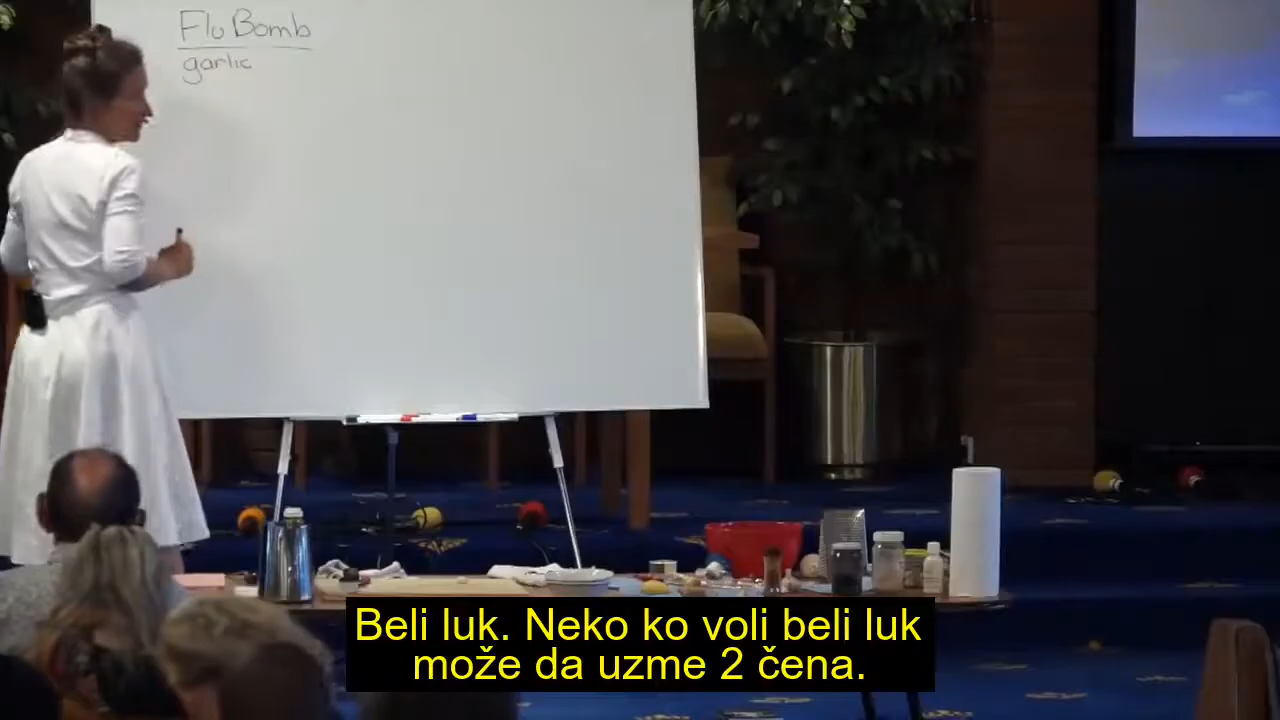 Flu Bomb
garlic
Beli luk. Neko ko voli beli luk
može da uzme 2 čena.